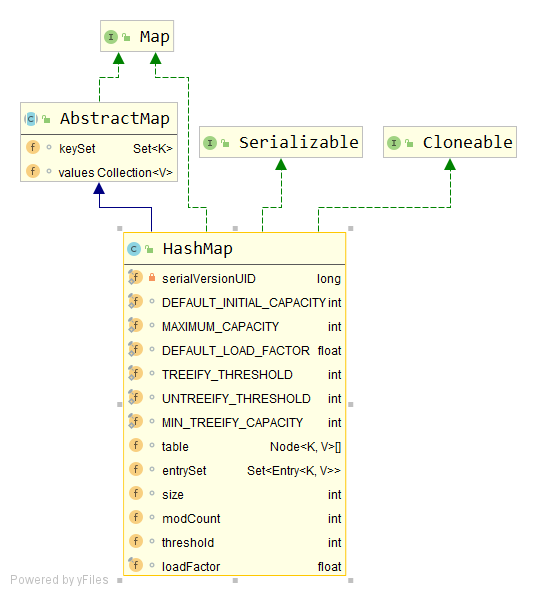 Map
AbstractMap
keySet Set<K>
values Collection<V>
Serializable
Cloneable
HashMap
serialVersionUID long
DEFAULT_INITIAL_CAPACITY int
MAXIMUM_CAPACITY int
DEFAULT_LOAD_FACTOR float
TREEIFY_THRESHOLD int
UNTREEIFY_THRESHOLD int
MIN_TREEIFY_CAPACITY int
table Node<K, V>[]
entrySet Set<Entry<K, V>>
size int
modCount int
threshold int
loadFactor float
Powered by yFiles